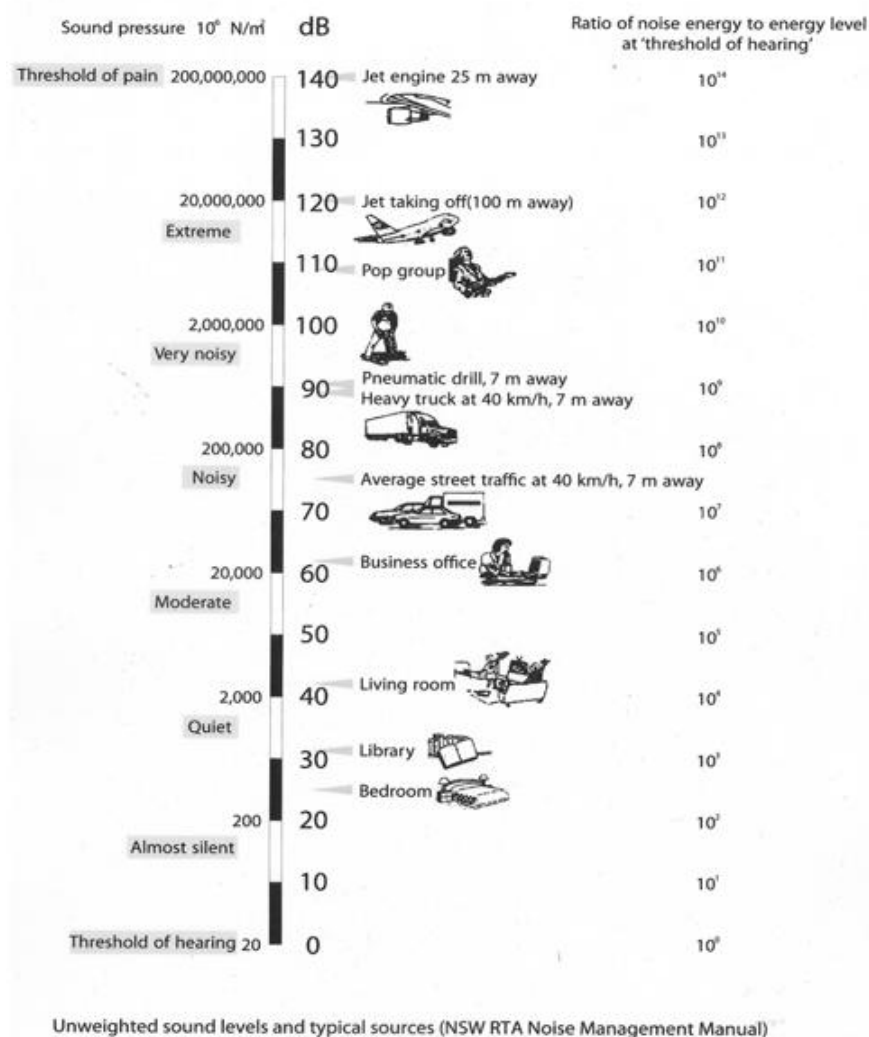 Sound pressure 10⁶ N/m²
dB
Ratio of noise energy to energy level
at 'threshold of hearing'
Threshold of pain 200,000,000 140 Jet engine 25 m away 10¹⁴
130 10¹³
20,000,000 120 Jet taking off(100 m away) 10¹²
Extreme
110 10¹¹
Pop group
2,000,000 100 10¹⁰
Very noisy
Pneumatic drill, 7 m away
90 10⁹
Heavy truck at 40 km/h, 7 m away
200,000 80 10⁸
Noisy Average street traffic at 40 km/h, 7 m away
70 10⁷
Business office
20,000 60 10⁶
Moderate
50 10⁵
Living room
2,000 40 10⁴
Quiet
Library
30 10³
Bedroom
200 20 10²
Almost silent
10 10¹
Threshold of hearing 20 0 10⁰
Unweighted sound levels and typical sources (NSW RTA Noise Management Manual)